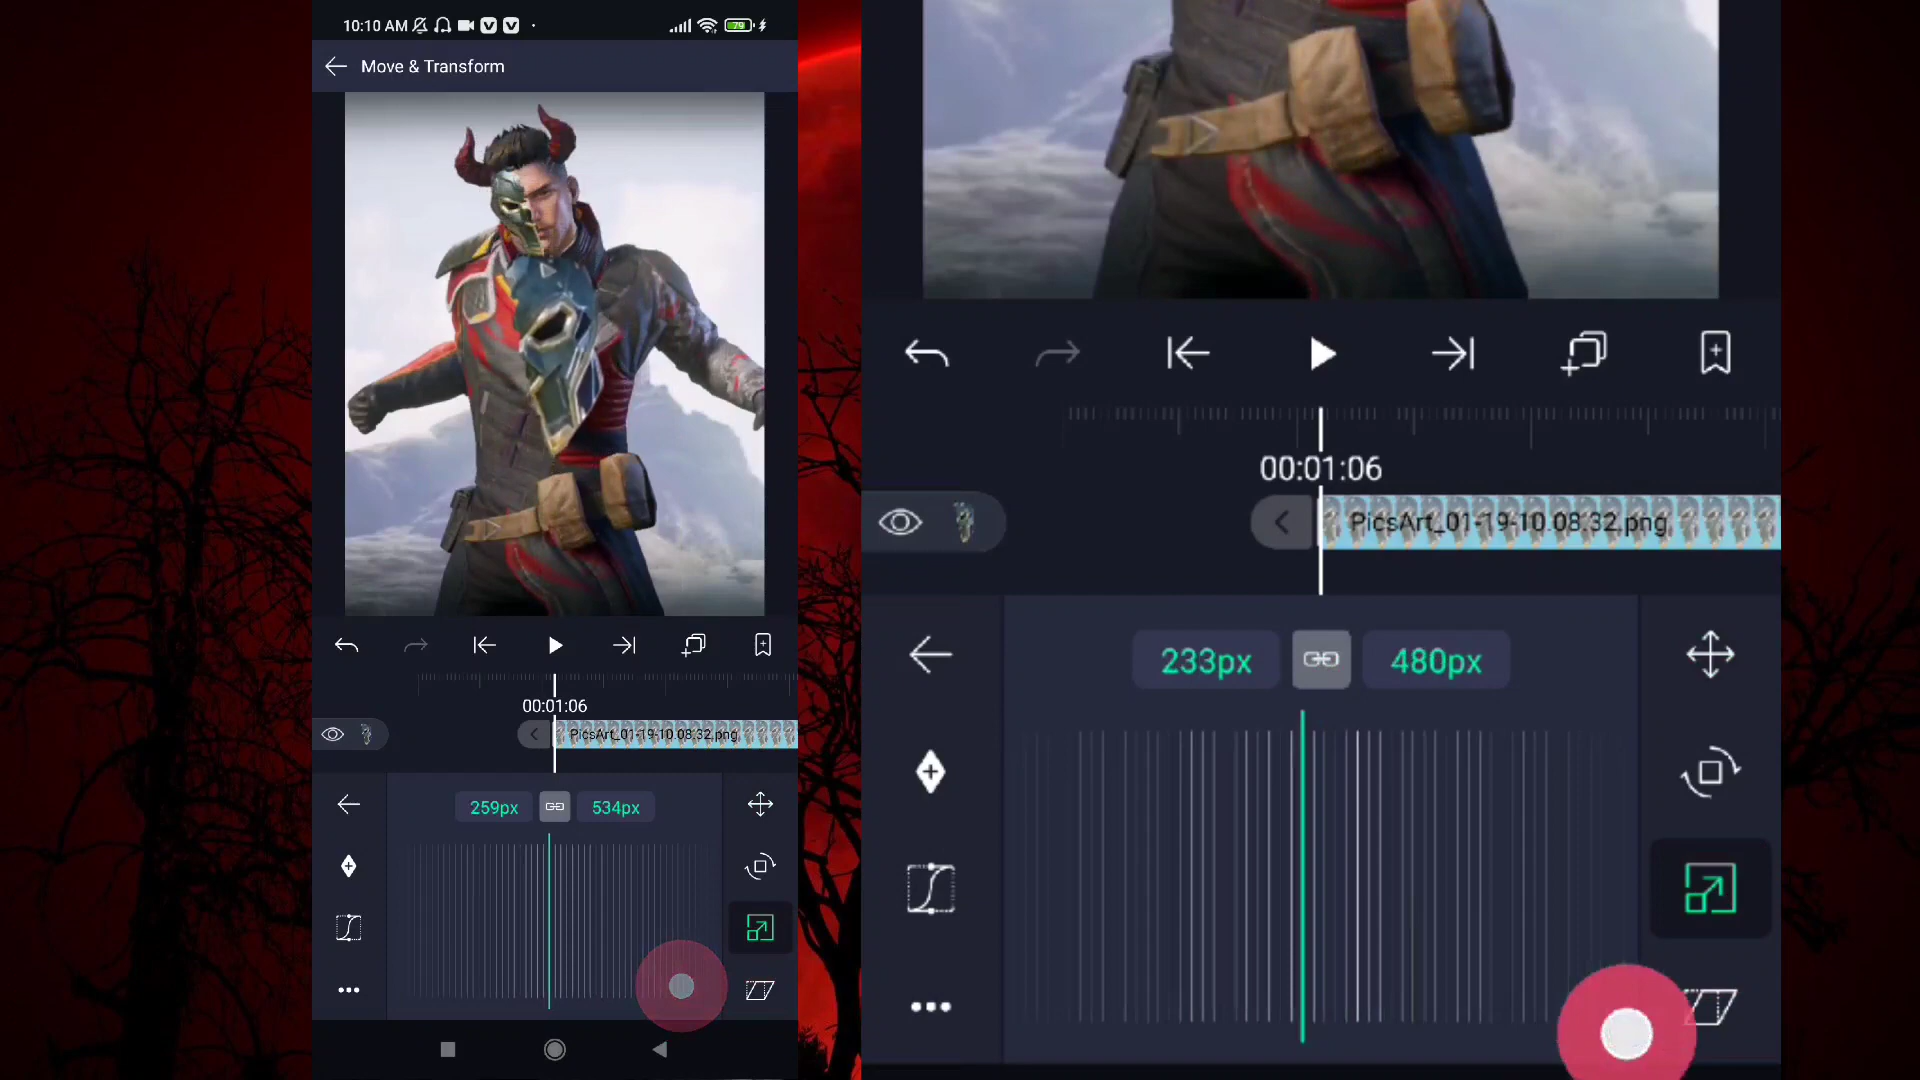 10:10 AM
79
Move & Transform
00:01:06
PicsArt_01-19-10.08.32.png
259px
534px
00:01:06
PicsArt_01-19-10.08.32.png
233px
480px